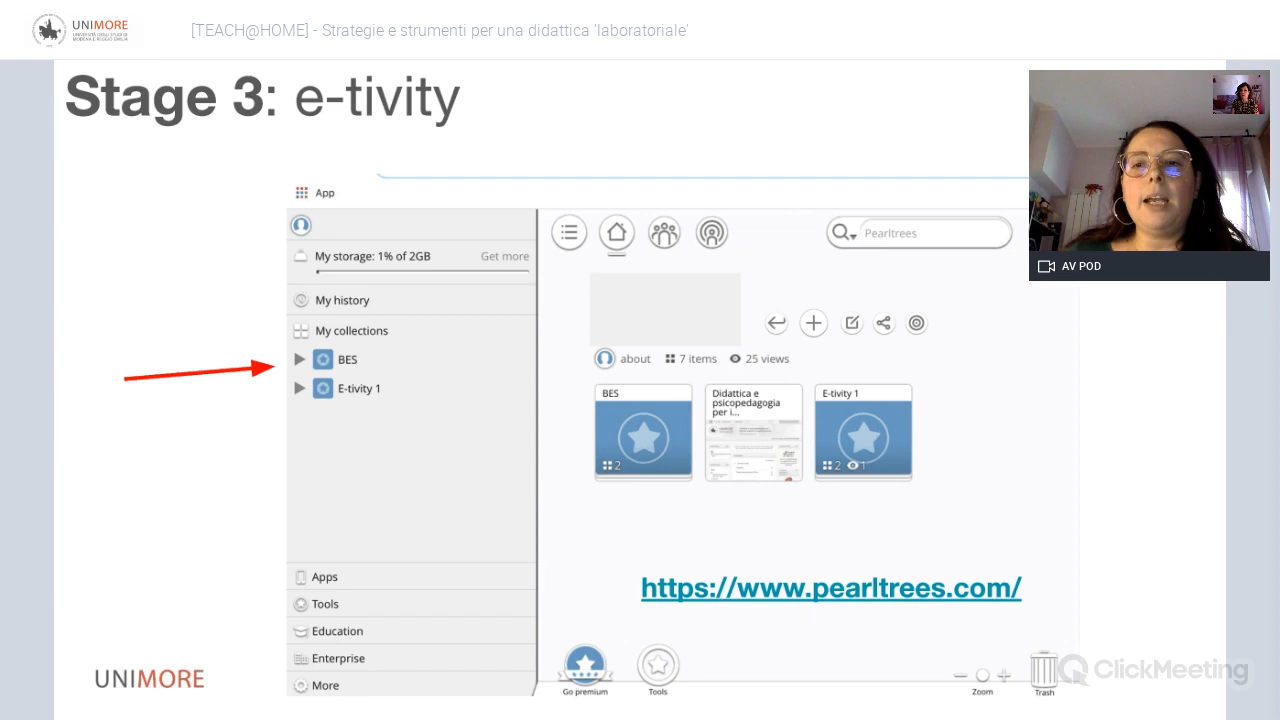 UNIMORE
UNIVERSITÀ DEGLI STUDI DI
MODENA E REGGIO EMILIA
[TEACH@HOME] - Strategie e strumenti per una didattica 'laboratoriale'
Stage 3: e-tivity
AV POD
App
My storage: 1% of 2GB Get more
My history
My collections
BES
E-tivity 1
Apps
Tools
Education
Enterprise
More
Pearltrees
about 7 items 25 views
BES
2
Didattica e
psicopedagogia
per i...
E-tivity 1
2 1
https://www.pearltrees.com/
Go premium
Tools
Zoom
Trash
UNIMORE
ClickMeeting